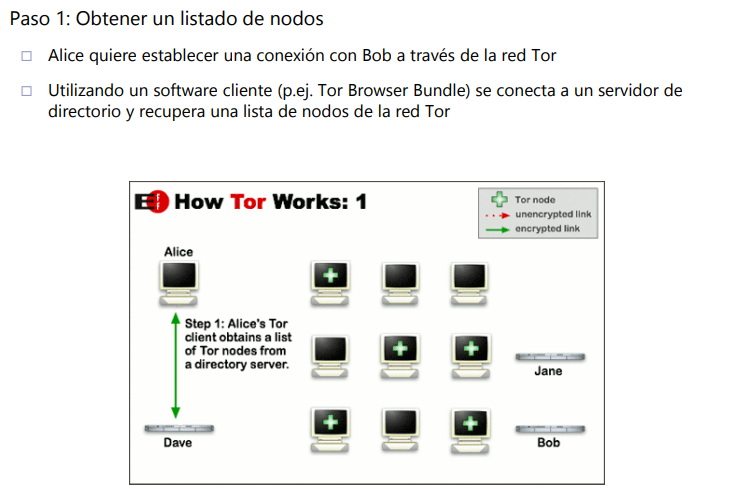 Paso 1: Obtener un listado de nodos
Alice quiere establecer una conexión con Bob a través de la red Tor
Utilizando un software cliente (p.ej. Tor Browser Bundle) se conecta a un servidor de
directorio y recupera una lista de nodos de la red Tor
EFF How Tor Works: 1
Tor node
unencrypted link
encrypted link
Alice
Step 1: Alice's Tor
client obtains a list
of Tor nodes from
a directory server.
Jane
Dave
Bob